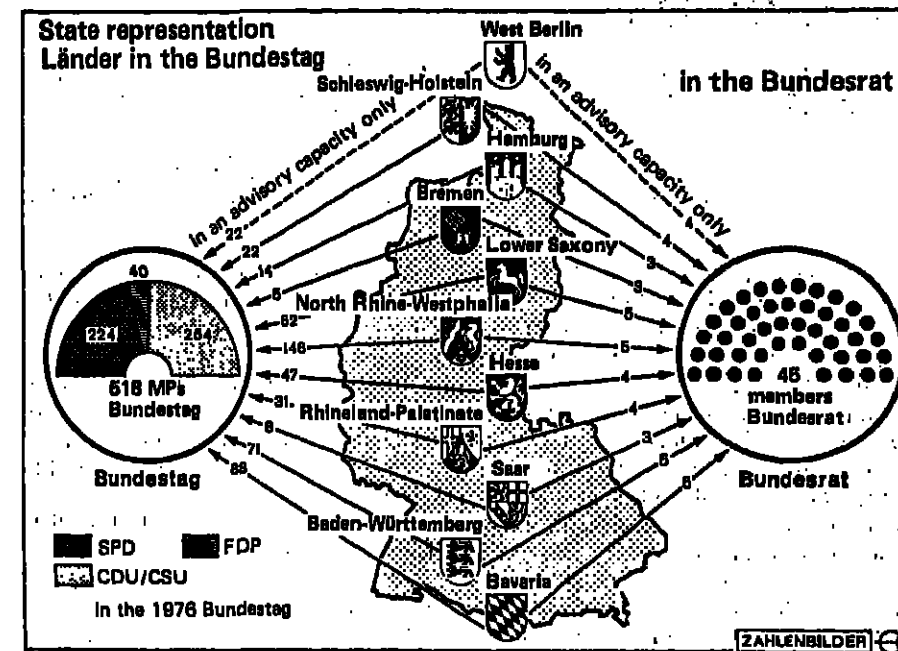 State representation
Länder in the Bundestag
in the Bundesrat
West Berlin
in an advisory capacity only
in an advisory capacity only
Schleswig-Holstein
Hamburg
Bremen
Lower Saxony
North Rhine-Westphalia
Hesse
Rhineland-Palatinate
Saar
Baden-Württemberg
Bavaria
22
22
14
5
62
148
47
31
8
71
88
4
4
3
3
5
5
4
4
3
5
5
40
224
254
518 MPs
Bundestag
Bundestag
45
members
Bundesrat
Bundesrat
SPD
FDP
CDU/CSU
In the 1976 Bundestag
ZAHLENBILDER